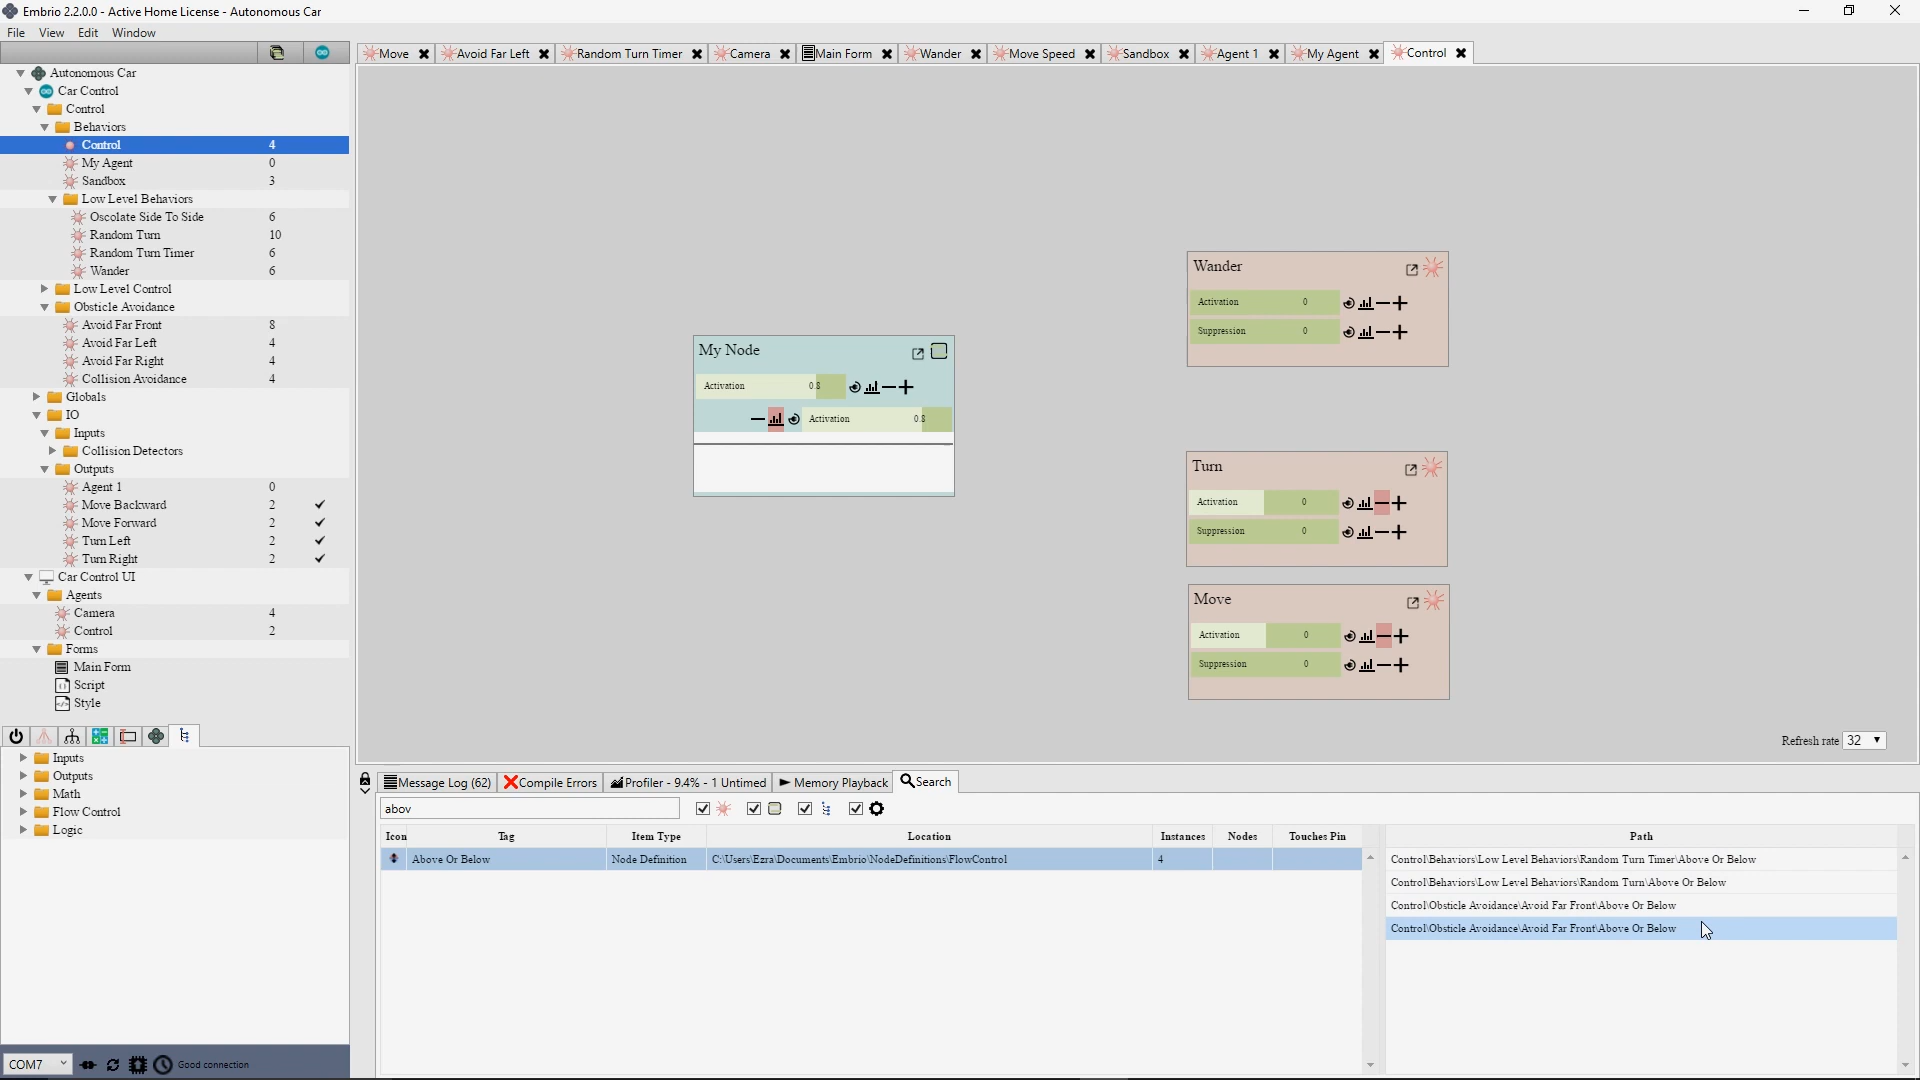 Embrio 2.2.0.0 - Active Home License - Autonomous Car
File View Edit Window
Move Avoid Far Left Random Turn Timer Camera Main Form Wander Move Speed Sandbox Agent 1 My Agent Control
Autonomous Car
Car Control
Control
Behaviors
Control 4
My Agent 0
Sandbox 3
Low Level Behaviors
Oscolate Side To Side 6
Random Turn 10
Random Turn Timer 6
Wander 6
Low Level Control
Obsticle Avoidance
Avoid Far Front 8
Avoid Far Left 4
Avoid Far Right 4
Collision Avoidance 4
Globals
IO
Inputs
Collision Detectors
Outputs
Agent 1 0
Move Backward 2
Move Forward 2
Turn Left 2
Turn Right 2
Car Control UI
Agents
Camera 4
Control 2
Forms
Main Form
Script
Style
Inputs
Outputs
Math
Flow Control
Logic
COM7 Good connection
My Node
Activation 0.8
Activation 0.8
Wander
Activation 0
Suppression 0
Turn
Activation 0
Suppression 0
Move
Activation 0
Suppression 0
Refresh rate 32
Message Log (62) Compile Errors Profiler - 9.4% - 1 Untimed Memory Playback Search
abov
Icon Tag Item Type Location Instances Nodes Touches Pin Path
Above Or Below Node Definition C:\Users\Ezra\Documents\Embrio\NodeDefinitions\FlowControl 4
Control\Behaviors\Low Level Behaviors\Random Turn Timer\Above Or Below
Control\Behaviors\Low Level Behaviors\Random Turn\Above Or Below
Control\Obsticle Avoidance\Avoid Far Front\Above Or Below
Control\Obsticle Avoidance\Avoid Far Front\Above Or Below